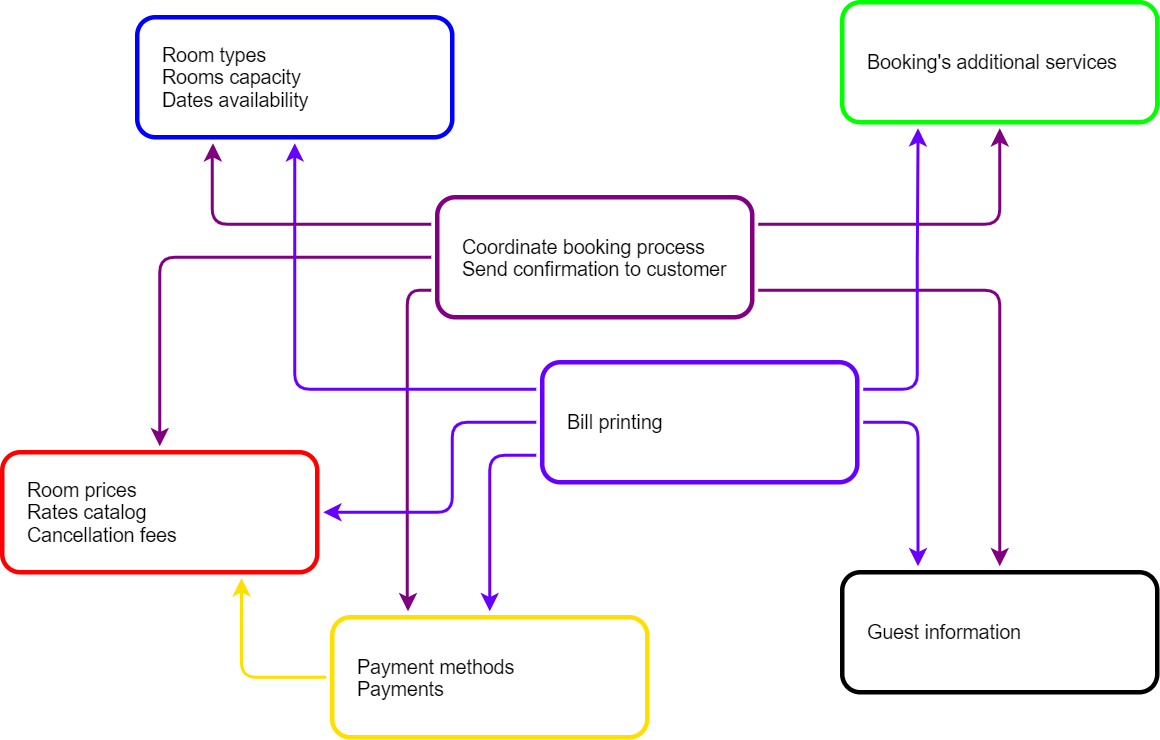 Room types
Rooms capacity
Dates availability
Booking's additional services
Coordinate booking process
Send confirmation to customer
Bill printing
Room prices
Rates catalog
Cancellation fees
Guest information
Payment methods
Payments